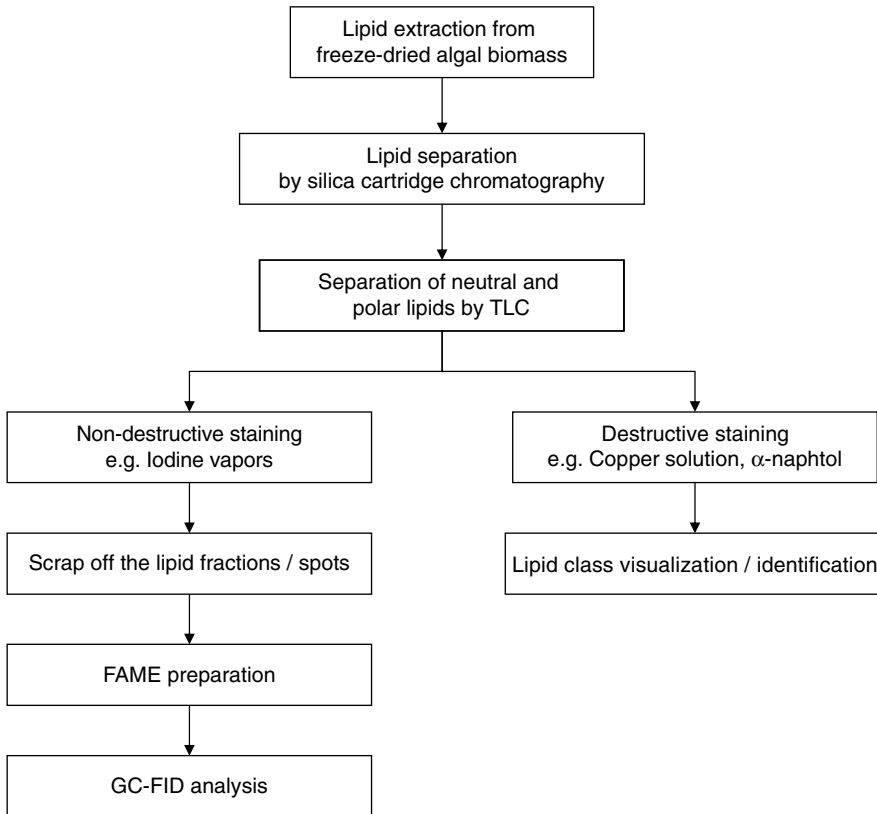 Lipid extraction from
freeze-dried algal biomass
Lipid separation
by silica cartridge chromatography
Separation of neutral and
polar lipids by TLC
Non-destructive staining
e.g. Iodine vapors
Destructive staining
e.g. Copper solution, α-naphtol
Scrap off the lipid fractions / spots
Lipid class visualization / identification
FAME preparation
GC-FID analysis